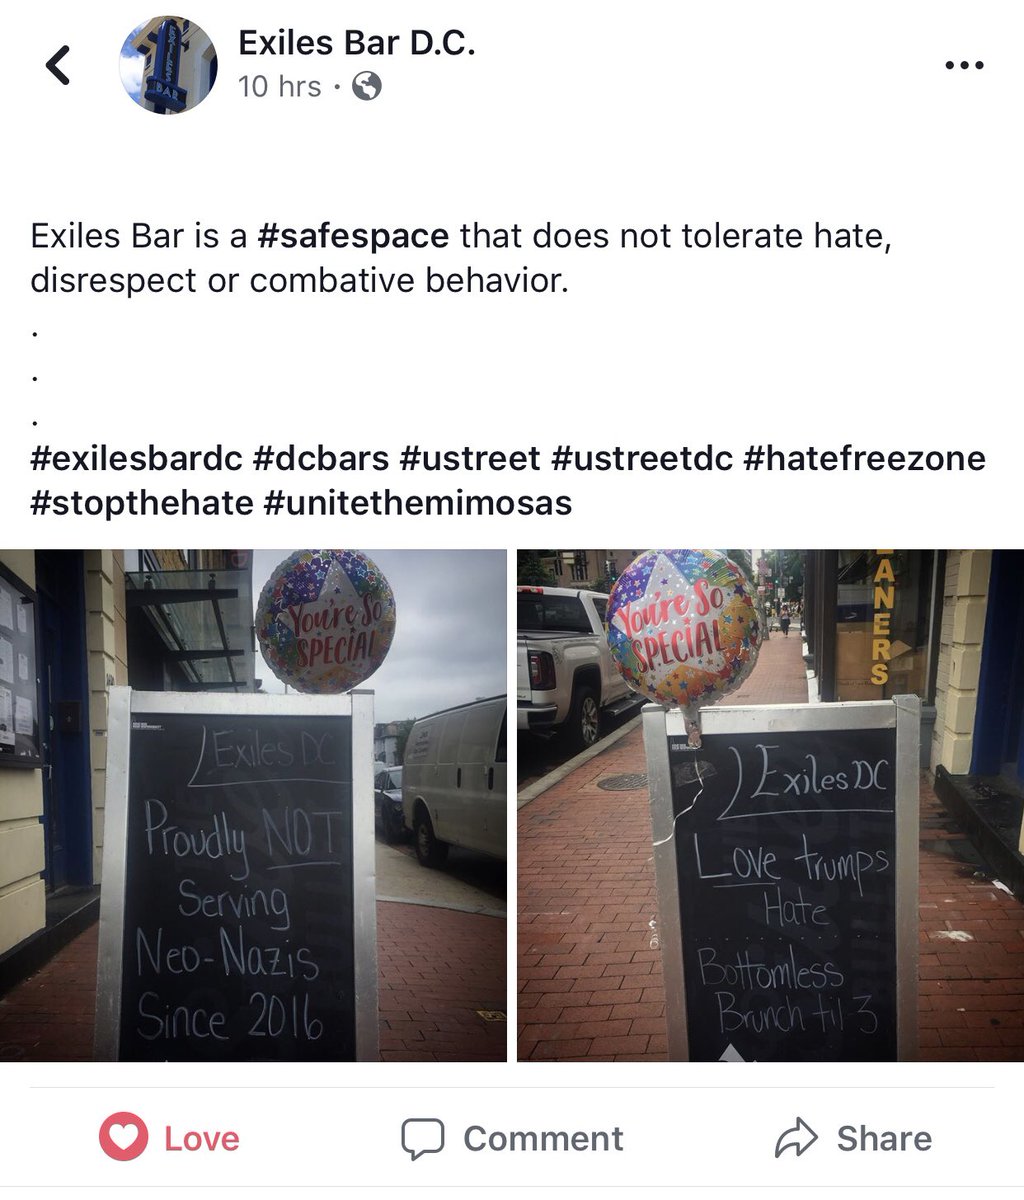 Exiles Bar D.C.
10 hrs ·
Exiles Bar is a #safespace that does not tolerate hate,
disrespect or combative behavior.
.
.
.
#exilesbardc #dcbars #ustreet #ustreetdc #hatefreezone
#stopthehate #unitethemimosas
You're So
SPECIAL
Exiles DC
Proudly NOT
Serving
Neo-Nazis
Since 2016
You're So
SPECIAL
ANERS
Exiles DC
Love trumps
Hate
Bottomless
Brunch til 3
Love
Comment
Share